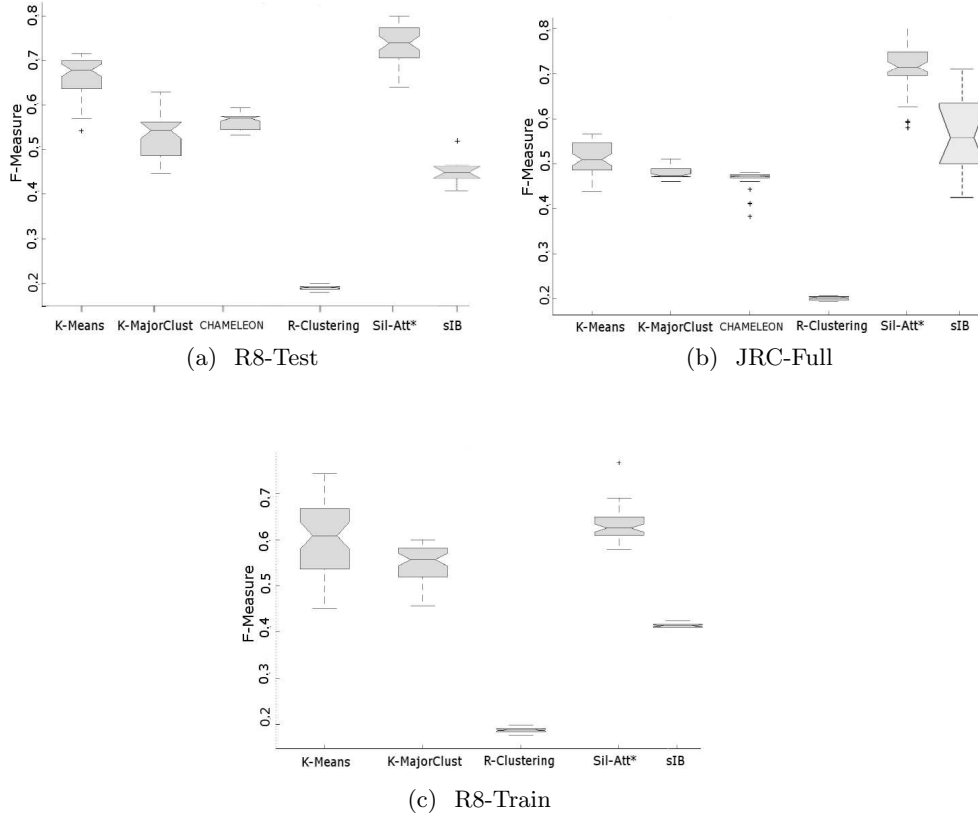 0.8
0.7
0.6
0.5
0.4
0.3
0.2
F-Measure
K-Means K-MajorClust CHAMELEON R-Clustering Sil-Att* sIB
(a) R8-Test
0.8
0.7
0.6
0.5
0.4
0.3
0.2
F-Measure
K-Means K-MajorClust CHAMELEON R-Clustering Sil-Att* sIB
(b) JRC-Full
0.7
0.6
0.5
0.4
0.3
0.2
F-Measure
K-Means K-MajorClust R-Clustering Sil-Att* sIB
(c) R8-Train